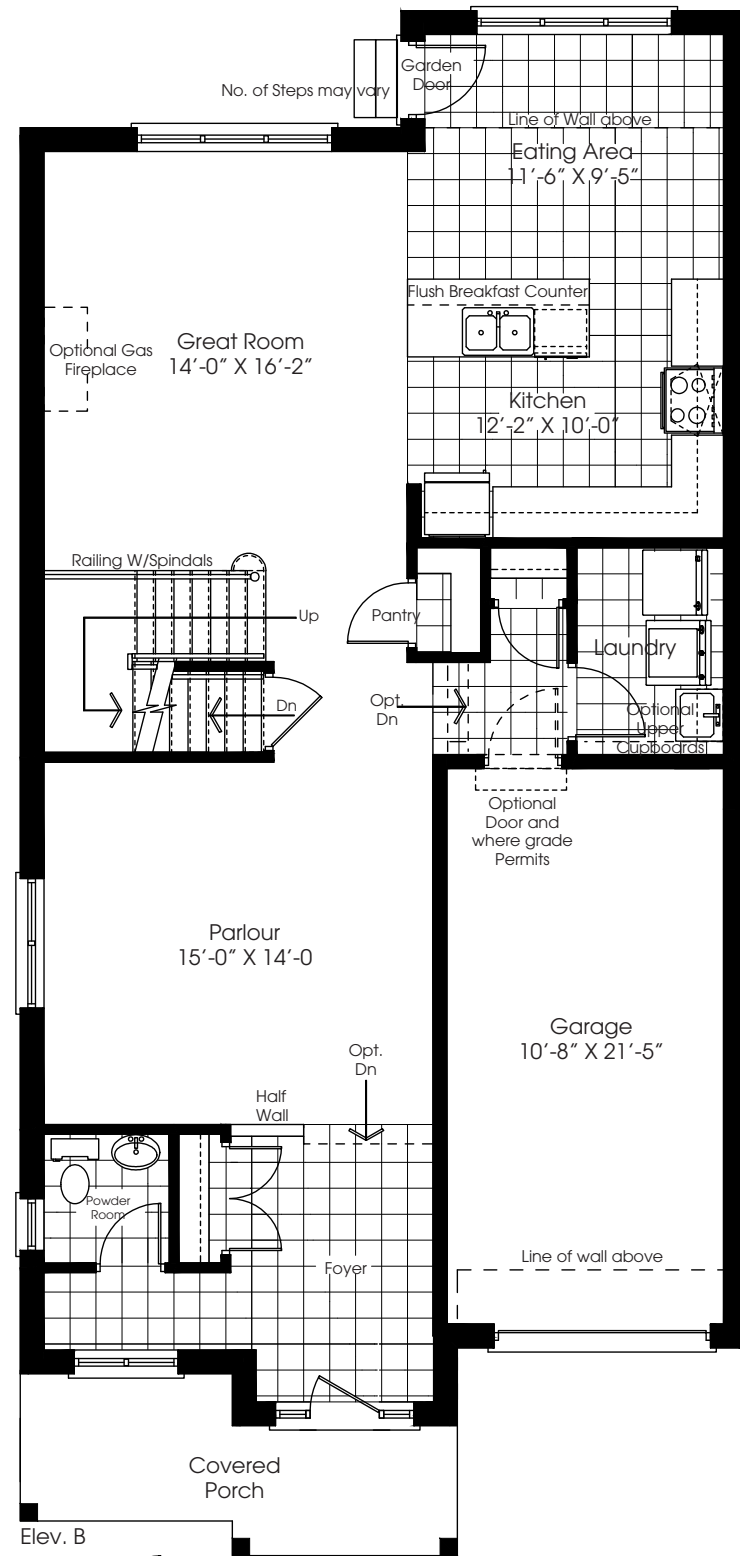 Garden
Door
No. of Steps may vary
Line of Wall above
Eating Area
11'-6" X 9'-5"
Flush Breakfast Counter
Great Room
14'-0" X 16'-2"
Optional Gas
Fireplace
Kitchen
12'-2" X 10'-0"
Railing W/Spindals
Up
Pantry
Laundry
Dn
Opt.
Dn
Optional
Upper
Cupboards
Optional
Door and
where grade
Permits
Parlour
15'-0" X 14'-0
Garage
10'-8" X 21'-5"
Opt.
Dn
Half
Wall
Powder
Room
Foyer
Line of wall above
Covered
Porch
Elev. B